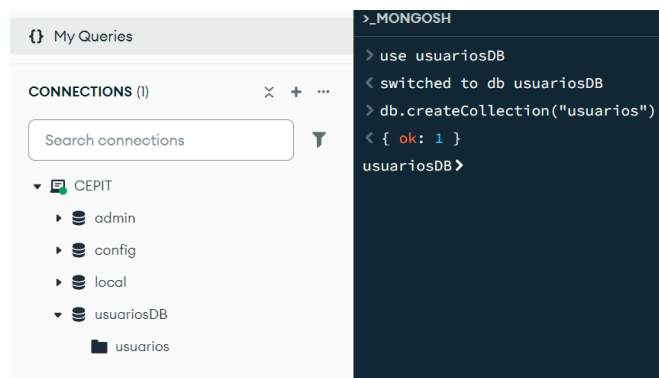 {} My Queries
CONNECTIONS (1)
Search connections
CEPIT
admin
config
local
usuariosDB
usuarios
>_MONGOSH
> use usuariosDB
< switched to db usuariosDB
> db.createCollection("usuarios")
< { ok: 1 }
usuariosDB>